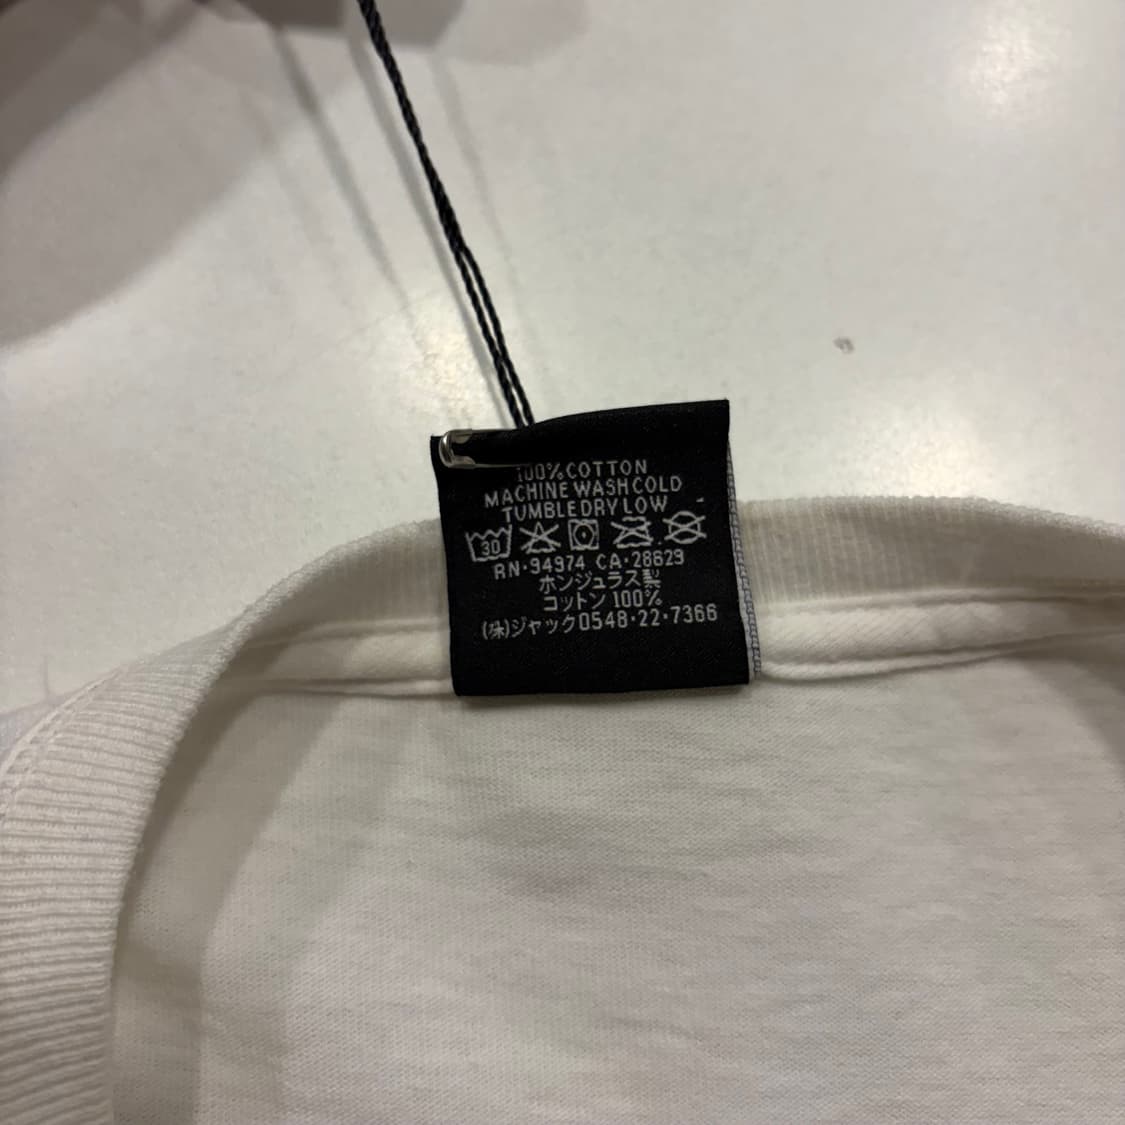 100% COTTON
MACHINE WASH COLD
TUMBLE DRY LOW
30
RN·94974 CA·28629
ホンジュラス製
コットン 100%
(株)ジャック0548·22·7366